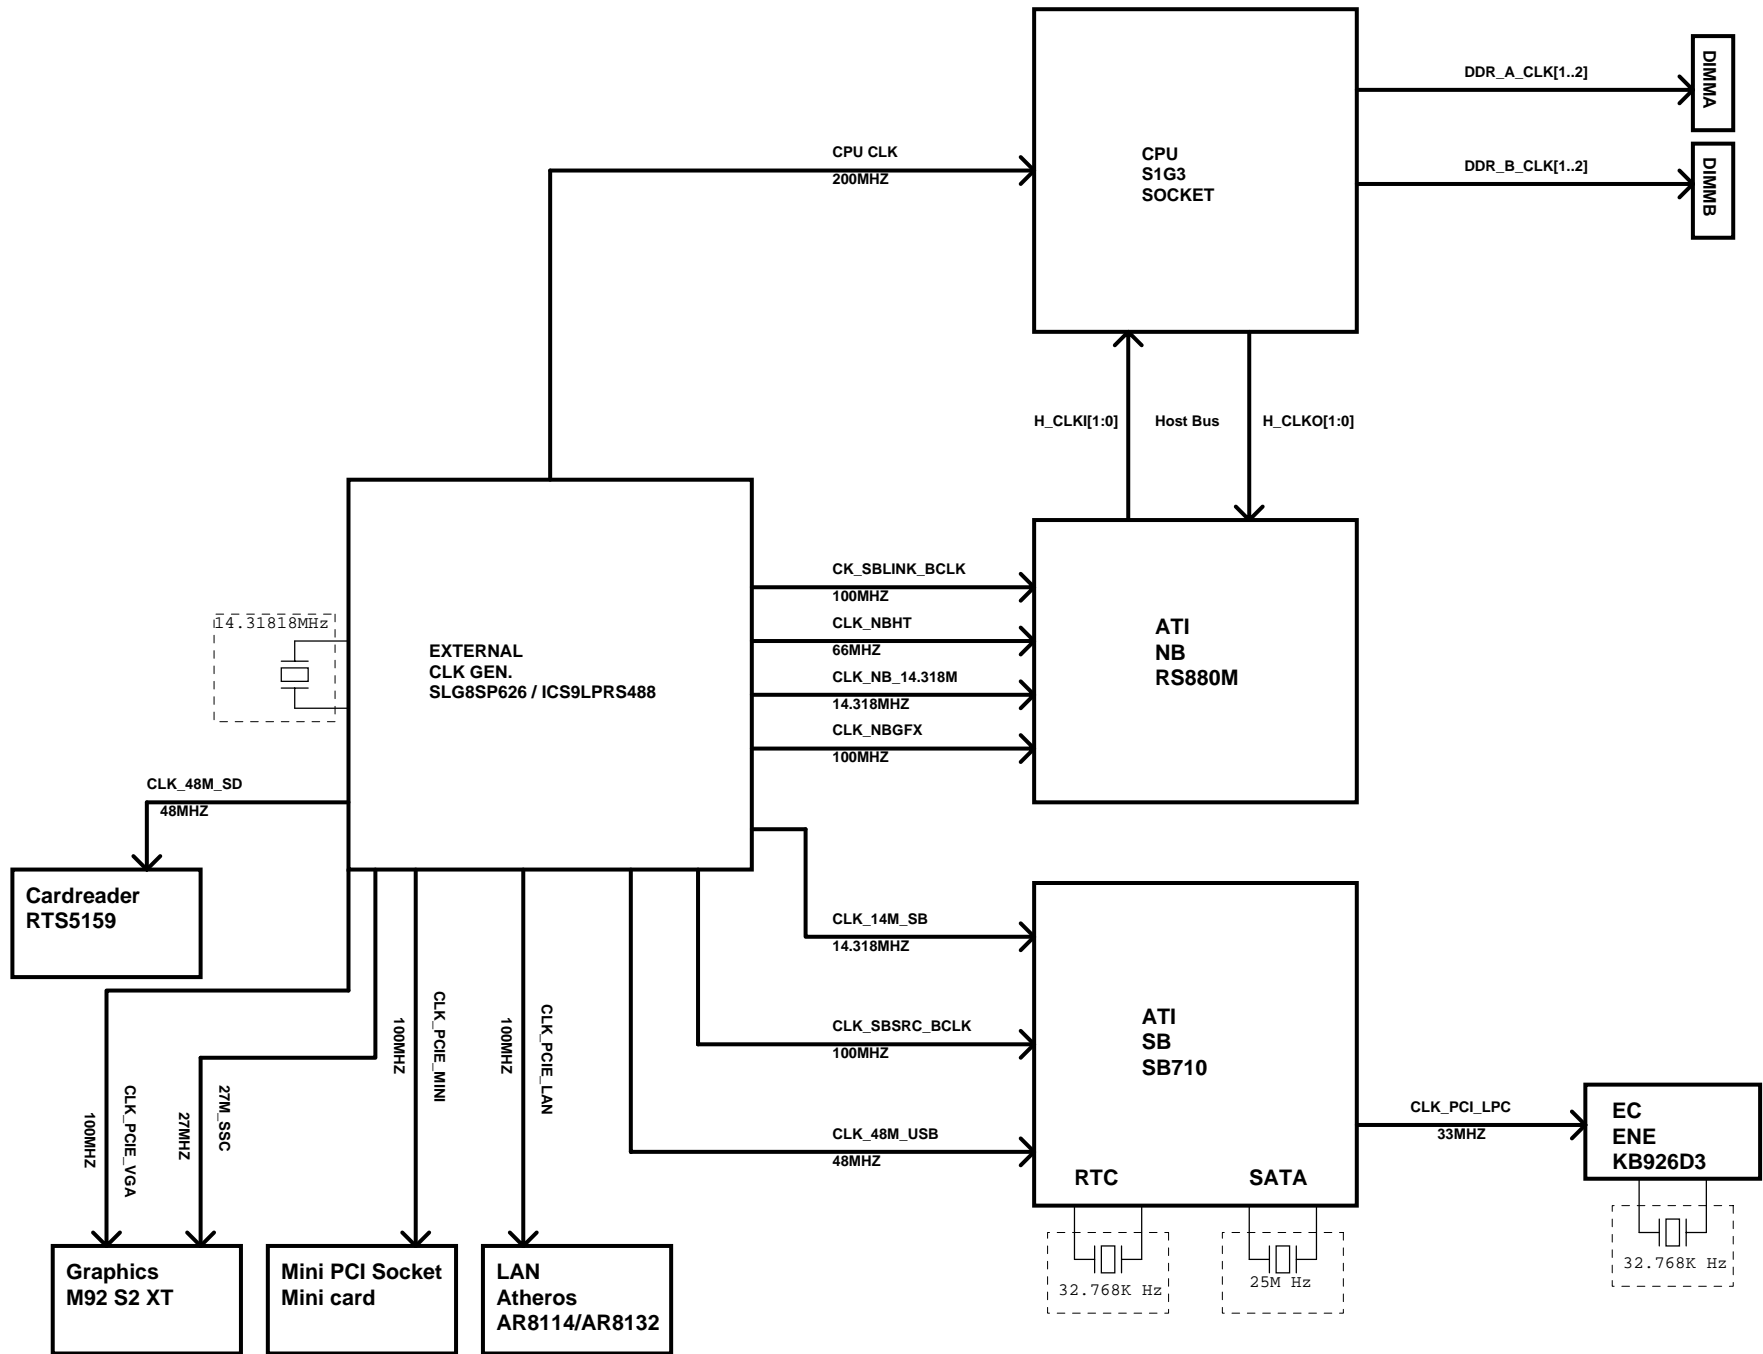 DDR_A_CLK[1..2]
DIMMA
CPU CLK
200MHZ
CPU
S1G3
SOCKET
DDR_B_CLK[1..2]
DIMMB
H_CLKI[1:0]
Host Bus
H_CLKO[1:0]
14.31818MHz
EXTERNAL
CLK GEN.
SLG8SP626 / ICS9LPRS488
CK_SBLINK_BCLK
100MHZ
CLK_NBHT
66MHZ
CLK_NB_14.318M
14.318MHZ
CLK_NBGFX
100MHZ
ATI
NB
RS880M
CLK_48M_SD
48MHZ
Cardreader
RTS5159
CLK_14M_SB
14.318MHZ
CLK_SBSRC_BCLK
100MHZ
CLK_48M_USB
48MHZ
ATI
SB
SB710
RTC
SATA
CLK_PCI_LPC
33MHZ
EC
ENE
KB926D3
32.768K Hz
25M Hz
32.768K Hz
100MHZ
CLK_PCIE_VGA
27MHZ
27M_SSC
100MHZ
CLK_PCIE_MINI
100MHZ
CLK_PCIE_LAN
Graphics
M92 S2 XT
Mini PCI Socket
Mini card
LAN
Atheros
AR8114/AR8132